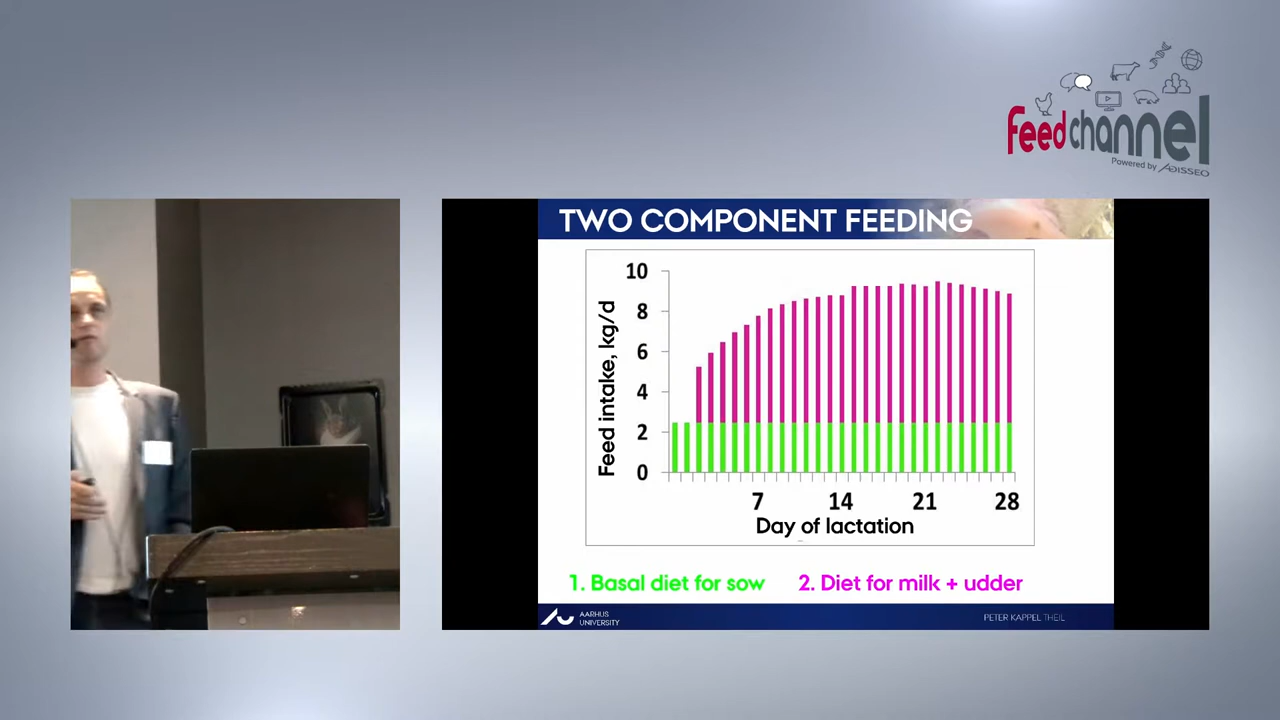 feedchannel
Powered by ADISSEO
TWO COMPONENT FEEDING
Feed intake, kg/d
10
8
6
4
2
0
7 14 21 28
Day of lactation
1. Basal diet for sow 2. Diet for milk + udder
AARHUS
UNIVERSITY
PETER KAPPEL THEIL